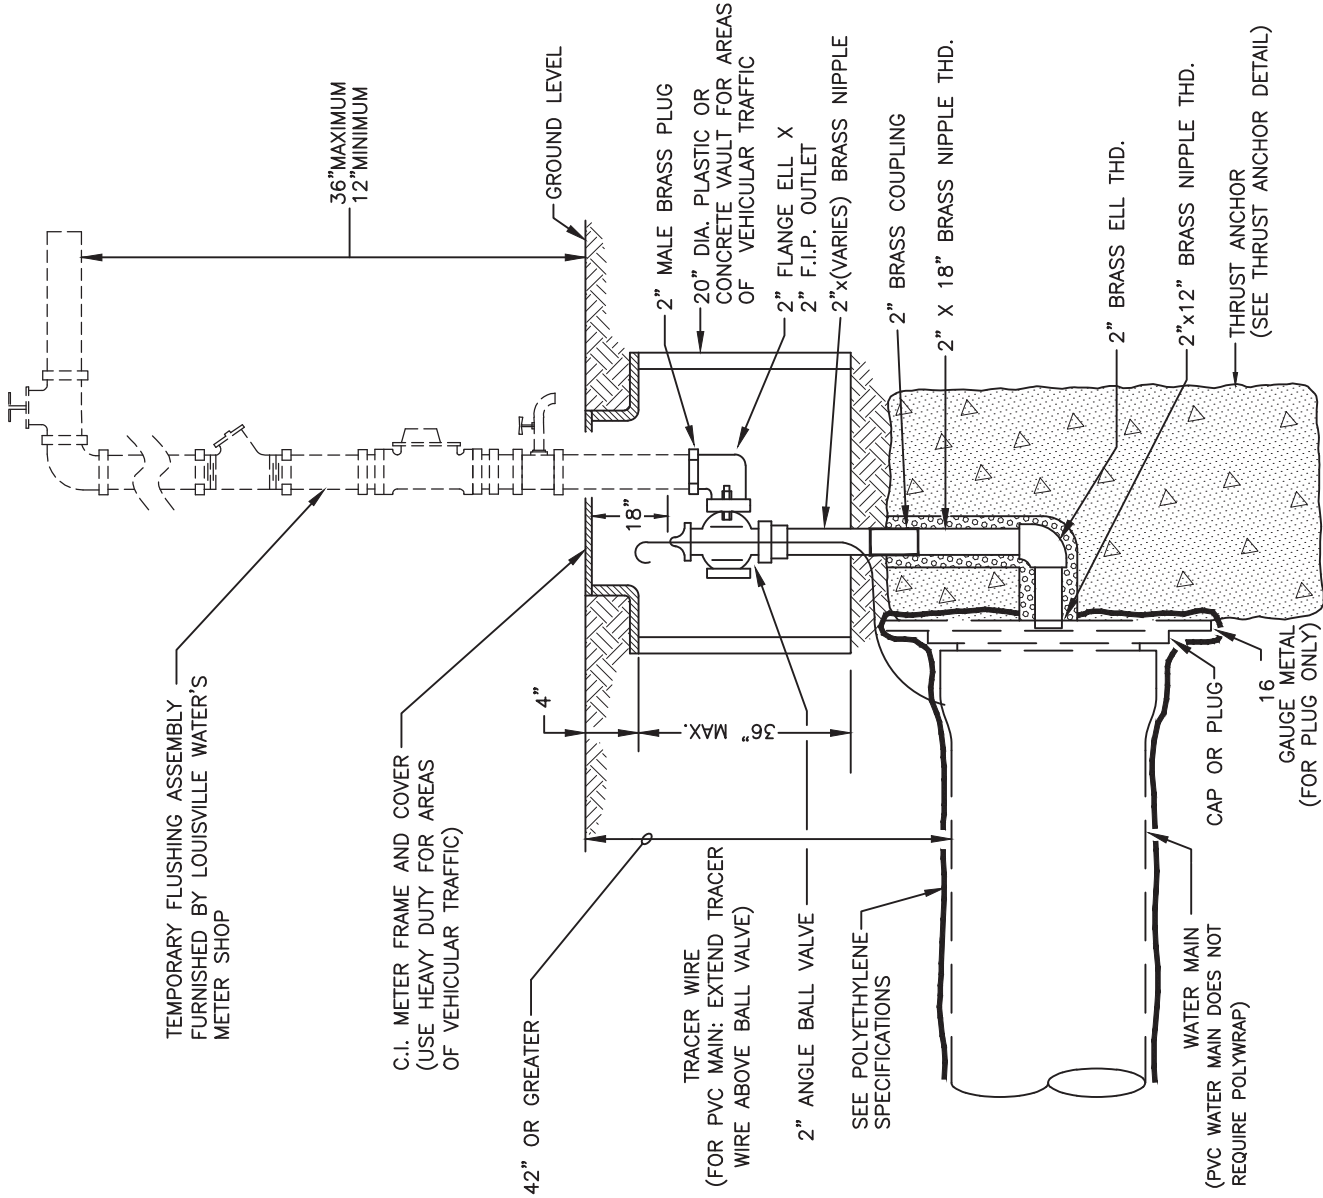 36"MAXIMUM
12"MINIMUM
GROUND LEVEL
2" MALE BRASS PLUG
20" DIA. PLASTIC OR
CONCRETE VAULT FOR AREAS
OF VEHICULAR TRAFFIC
2" FLANGE ELL X
2" F.I.P. OUTLET
2"x(VARIES) BRASS NIPPLE
2" BRASS COUPLING
2" X 18" BRASS NIPPLE THD.
2" BRASS ELL THD.
2"x12" BRASS NIPPLE THD.
THRUST ANCHOR
(SEE THRUST ANCHOR DETAIL)
18"
4"
36" MAX.
TEMPORARY FLUSHING ASSEMBLY
FURNISHED BY LOUISVILLE WATER'S
METER SHOP
C.I. METER FRAME AND COVER
(USE HEAVY DUTY FOR AREAS
OF VEHICULAR TRAFFIC)
42" OR GREATER
TRACER WIRE
(FOR PVC MAIN: EXTEND TRACER
WIRE ABOVE BALL VALVE)
2" ANGLE BALL VALVE
SEE POLYETHYLENE
SPECIFICATIONS
WATER MAIN
(PVC WATER MAIN DOES NOT
REQUIRE POLYWRAP)
CAP OR PLUG
16
GAUGE METAL
(FOR PLUG ONLY)